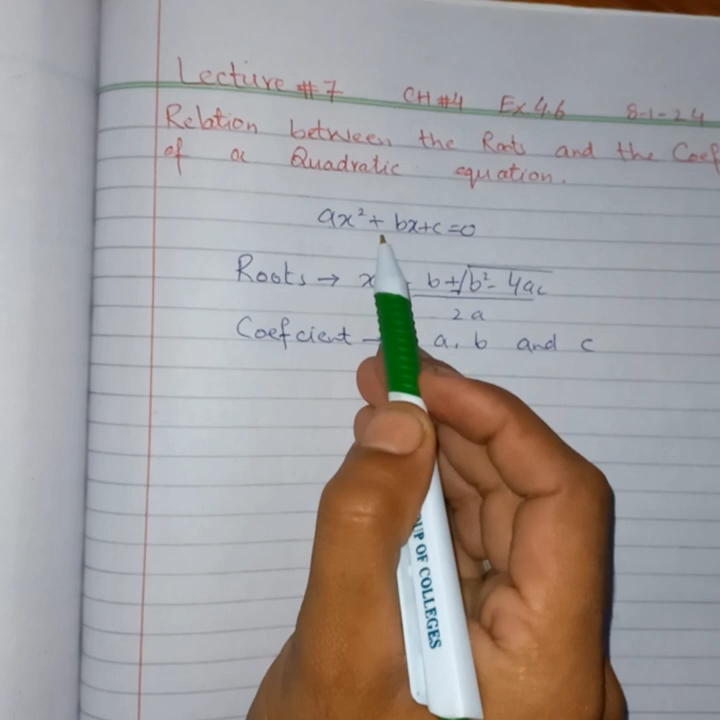 Lecture #7 CH #4 Ex 4.6 8-1-24
Relation between the Roots and the Coef
of a Quadratic equation.
ax² + bx+c=0
Roots → x - b±√b²- 4ac
2a
Coefcient → a, b and c
UP OF COLLEGES